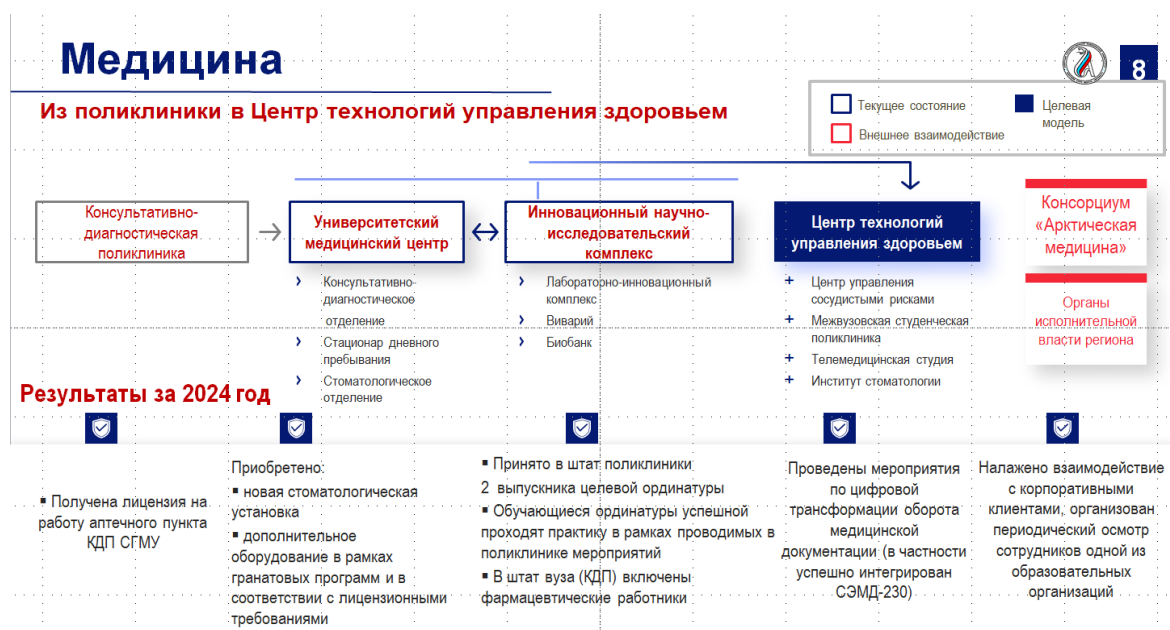 Медицина
8
Из поликлиники в Центр технологий управления здоровьем
Текущее состояние
Целевая
модель
Внешнее взаимодействие
Консультативно-
диагностическая
поликлиника
Университетский
медицинский центр
Инновационный научно-
исследовательский
комплекс
Центр технологий
управления здоровьем
Консорциум
«Арктическая
медицина»
Органы
исполнительной
власти региона
› Консультативно-
диагностическое
отделение
› Стационар дневного
пребывания
› Стоматологическое
отделение
› Лабораторно-инновационный
комплекс
› Виварий
› Биобанк
+ Центр управления
сосудистыми рисками
+ Межвузовская студенческая
поликлиника
+ Телемедицинская студия
+ Институт стоматологии
Результаты за 2024 год
▪ Получена лицензия на
работу аптечного пункта
КДП СГМУ
Приобретено:
▪ новая стоматологическая
установка
▪ дополнительное
оборудование в рамках
гранатовых программ и в
соответствии с лицензионными
требованиями
▪ Принято в штат поликлиники
2 выпускника целевой ординатуры
▪ Обучающиеся ординатуры успешной
проходят практику в рамках проводимых в
поликлинике мероприятий
▪ В штат вуза (КДП) включены
фармацевтические работники
Проведены мероприятия
по цифровой
трансформации оборота
медицинской
документации (в частности
успешно интегрирован
СЭМД-230)
Налажено взаимодействие
с корпоративными
клиентами, организован
периодический осмотр
сотрудников одной из
образовательных
организаций